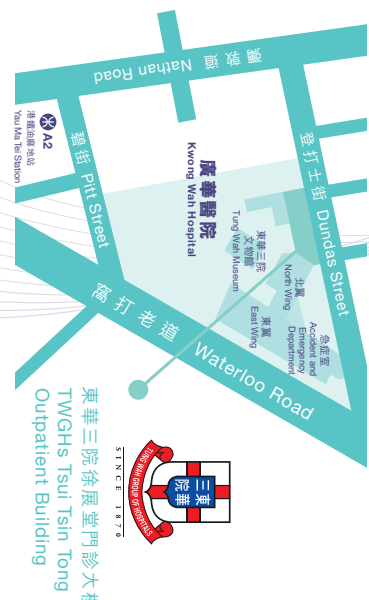 彌敦道 Nathan Road
登打士街 Dundas Street
碧街 Pitt Street
窩打老道 Waterloo Road
A2
港鐵油麻地站
Yau Ma Tei Station
廣華醫院
Kwong Wah Hospital
東華三院
文物館
Tung Wah Museum
北翼
North Wing
東翼
East Wing
急症室
Accident and
Emergency
Department
東華三院
TUNG WAH GROUP OF HOSPITALS
SINCE 1870
東華三院徐展堂門診大
TWGHs Tsui Tsin Tong
Outpatient Building